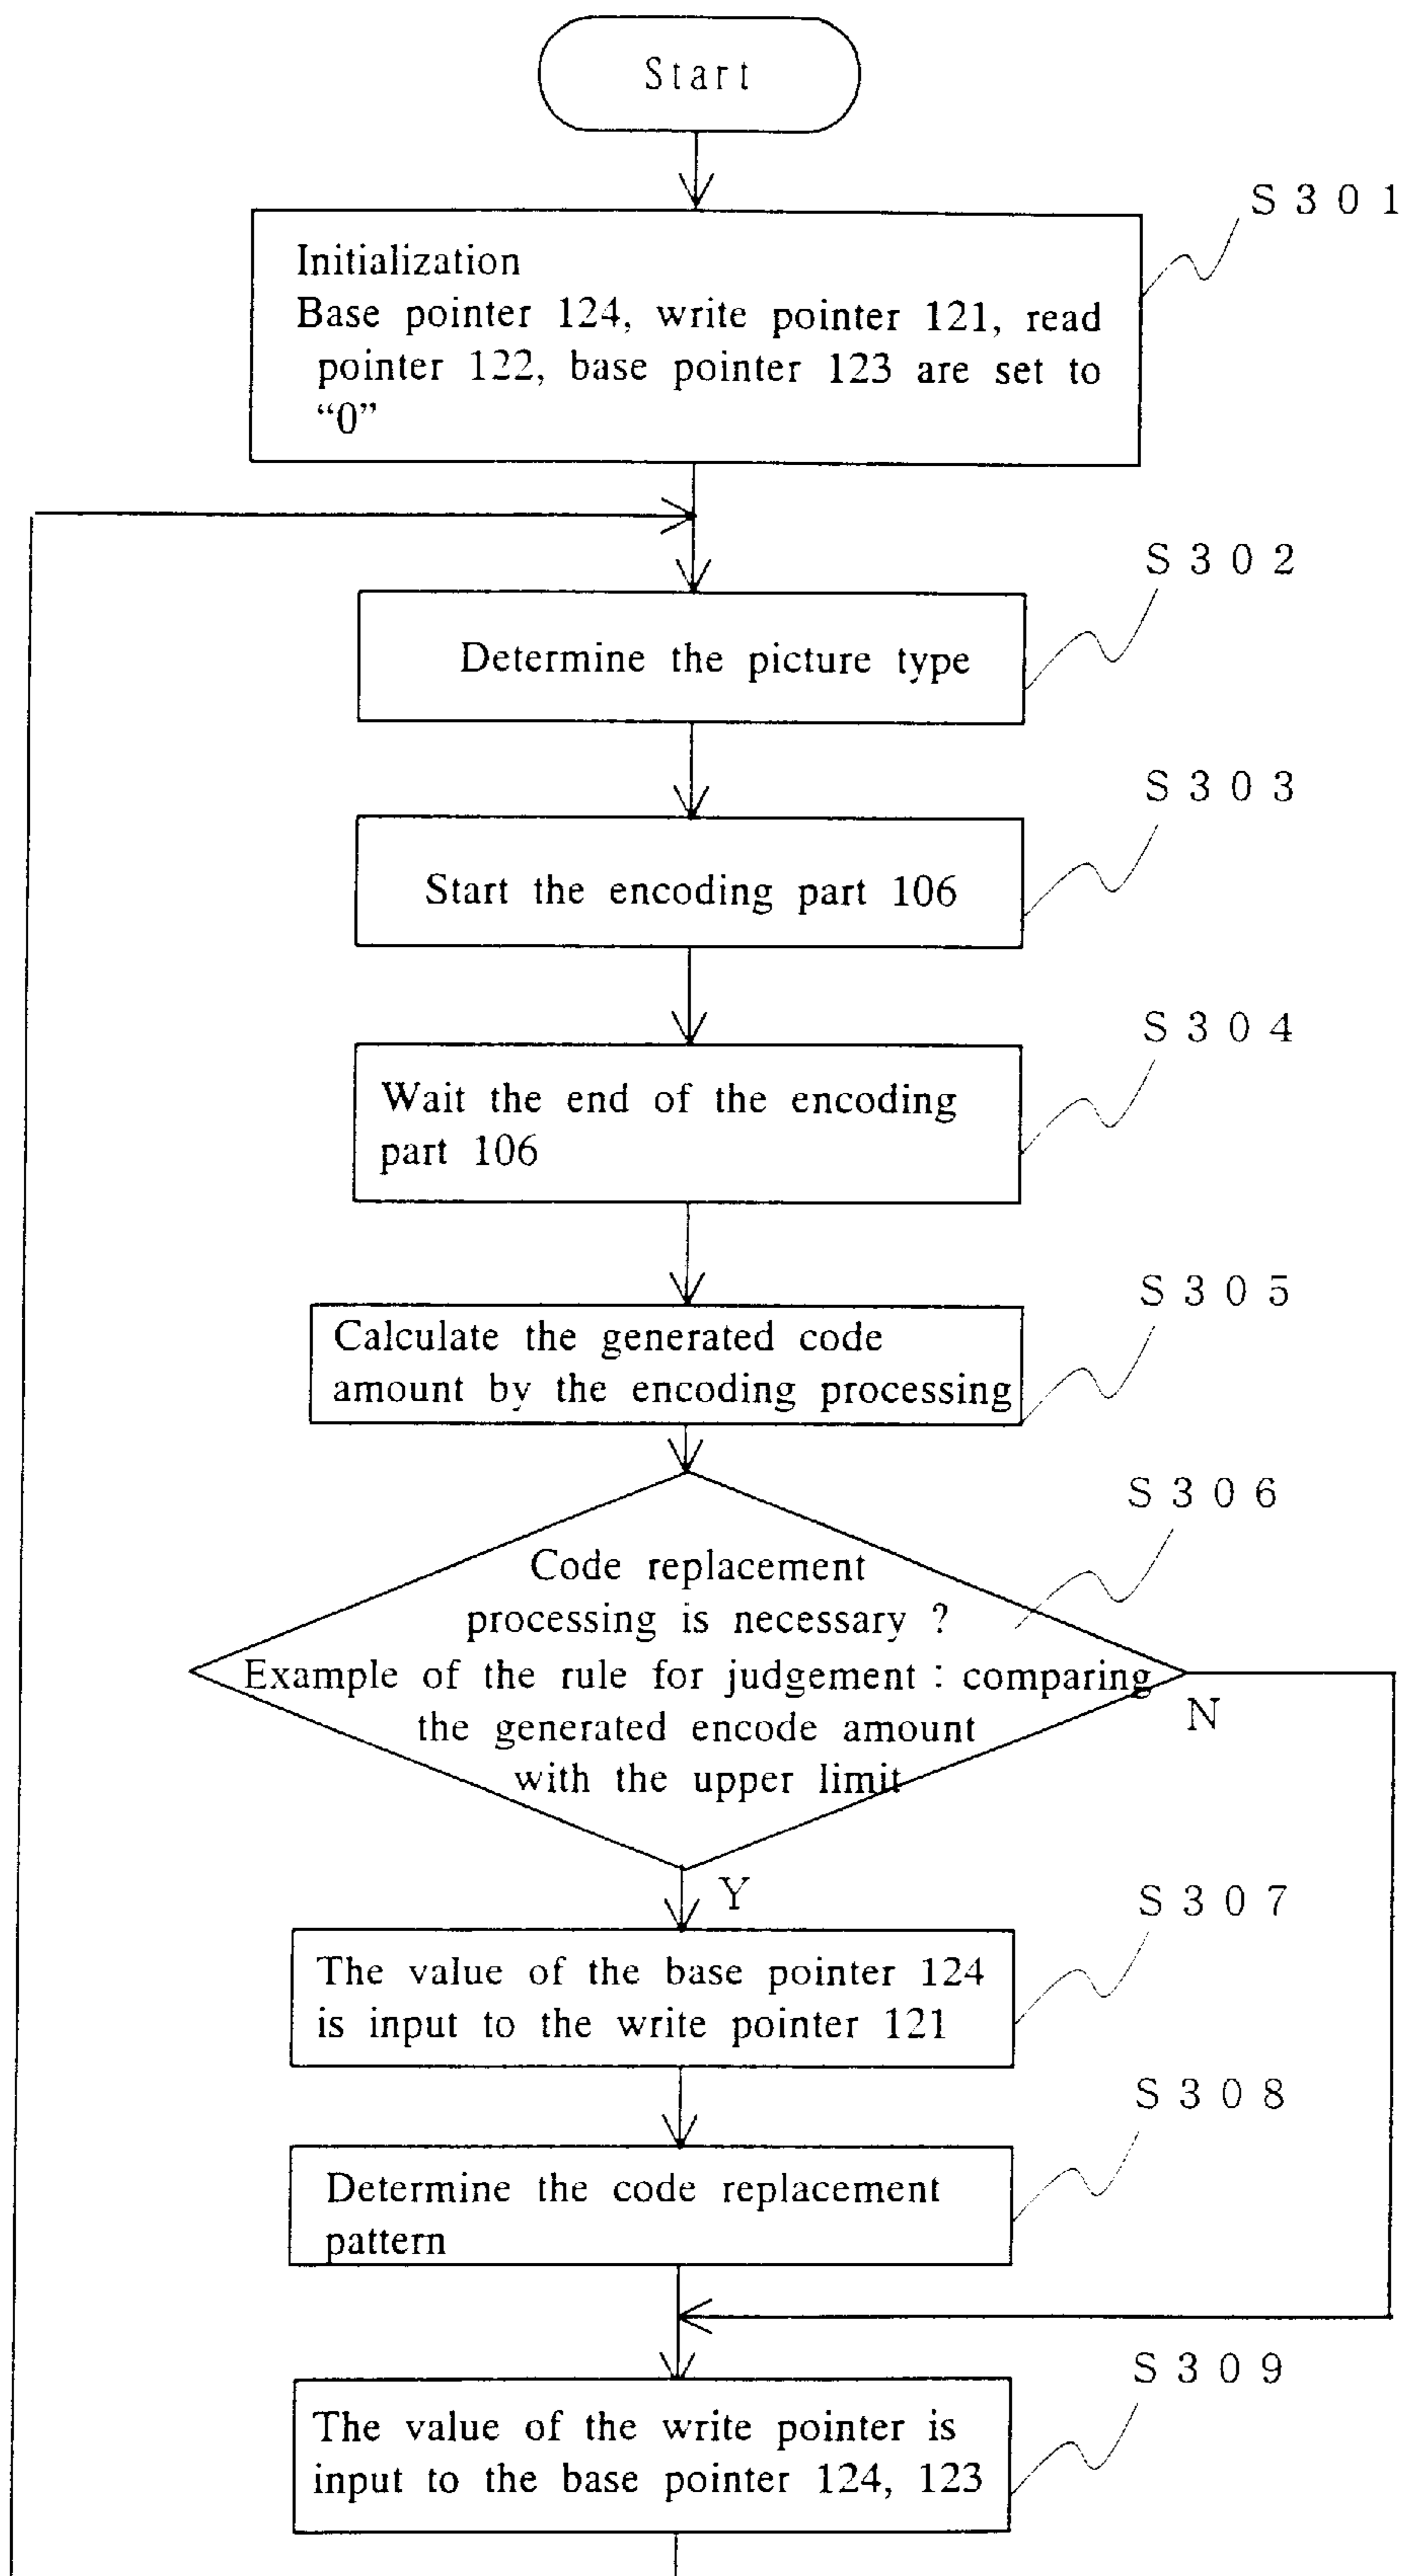 Start
S301
Initialization
Base pointer 124, write pointer 121, read
pointer 122, base pointer 123 are set to
“0”
S302
Determine the picture type
S303
Start the encoding part 106
S304
Wait the end of the encoding
part 106
S305
Calculate the generated code
amount by the encoding processing
S306
Code replacement
processing is necessary ?
Example of the rule for judgement : comparing
the generated encode amount
with the upper limit
N
Y
S307
The value of the base pointer 124
is input to the write pointer 121
S308
Determine the code replacement
pattern
S309
The value of the write pointer is
input to the base pointer 124, 123